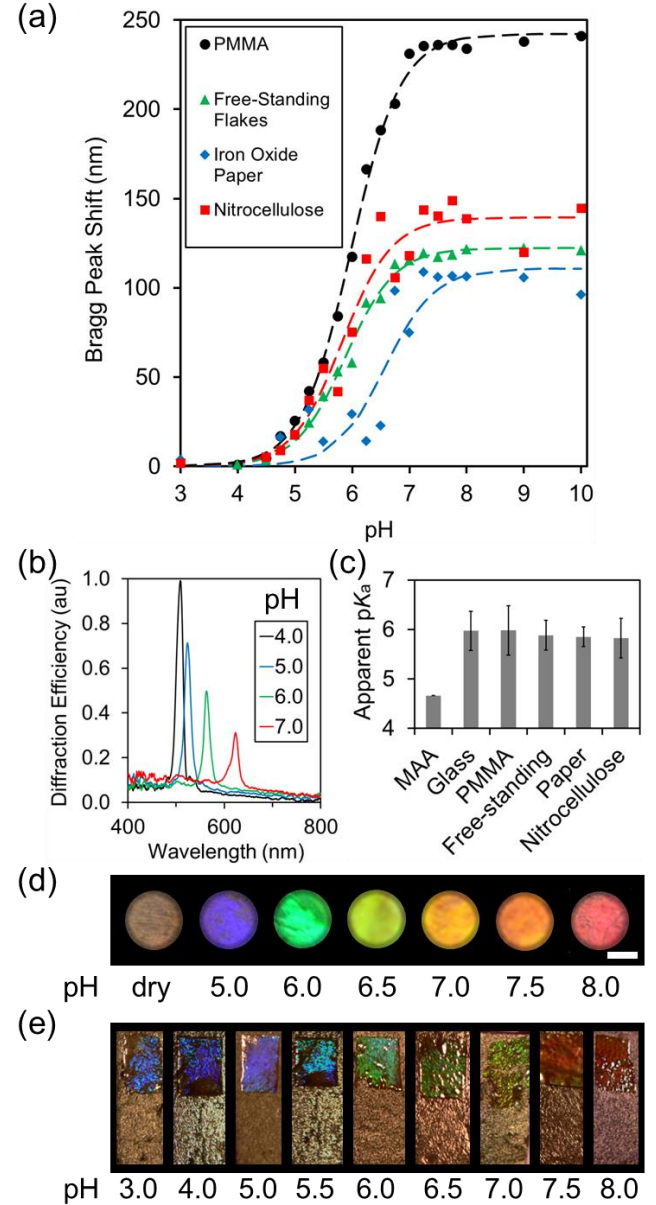 (a)
PMMA
Free-Standing
Flakes
Iron Oxide
Paper
Nitrocellulose
250
200
150
100
50
0
Bragg Peak Shift (nm)
3 4 5 6 7 8 9 10
pH
(b)
1.0
0.8
0.6
0.4
0.2
0.0
Diffraction Efficiency (au)
pH
4.0
5.0
6.0
7.0
400 600 800
Wavelength (nm)
(c)
7
6
5
4
Apparent pKa
MAA
Glass
PMMA
Free-standing
Paper
Nitrocellulose
(d)
pH dry 5.0 6.0 6.5 7.0 7.5 8.0
(e)
pH 3.0 4.0 5.0 5.5 6.0 6.5 7.0 7.5 8.0